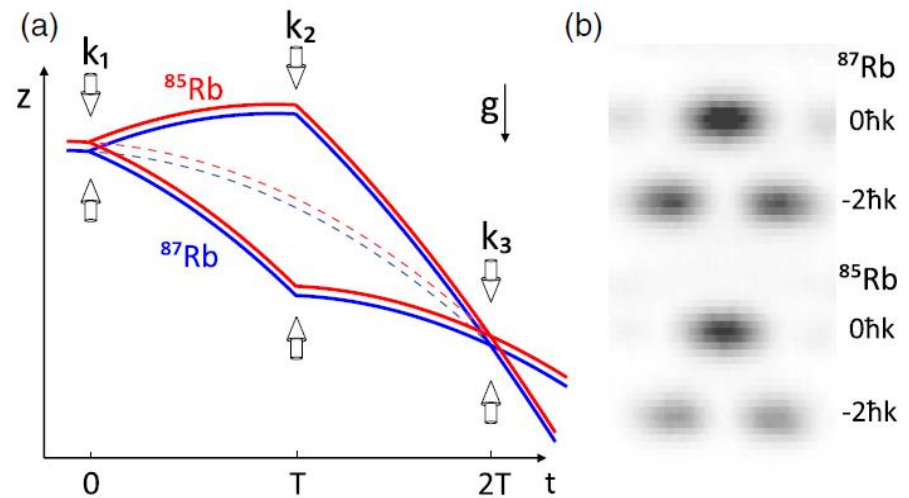 (a)
k₁
k₂
⁸⁵Rb
z
g
⁸⁷Rb
k₃
0
T
2T
t
(b)
⁸⁷Rb
0ħk
-2ħk
⁸⁵Rb
0ħk
-2ħk